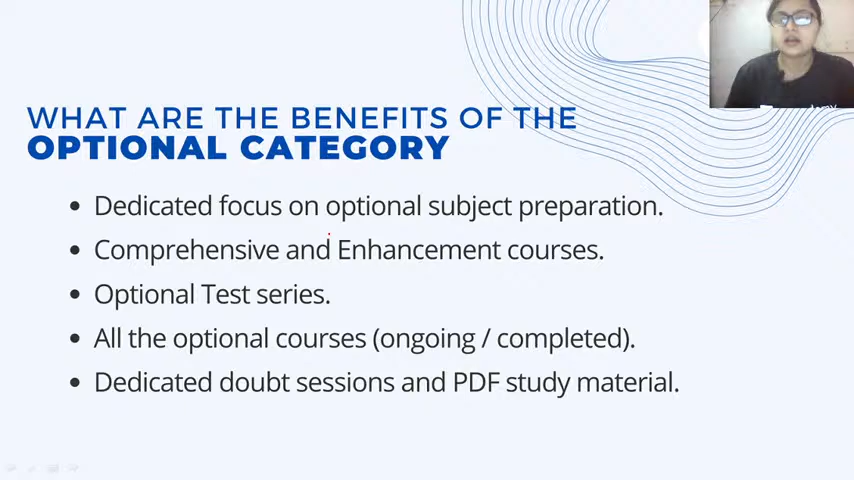 WHAT ARE THE BENEFITS OF THE
OPTIONAL CATEGORY
• Dedicated focus on optional subject preparation.
• Comprehensive and Enhancement courses.
• Optional Test series.
• All the optional courses (ongoing / completed).
• Dedicated doubt sessions and PDF study material.